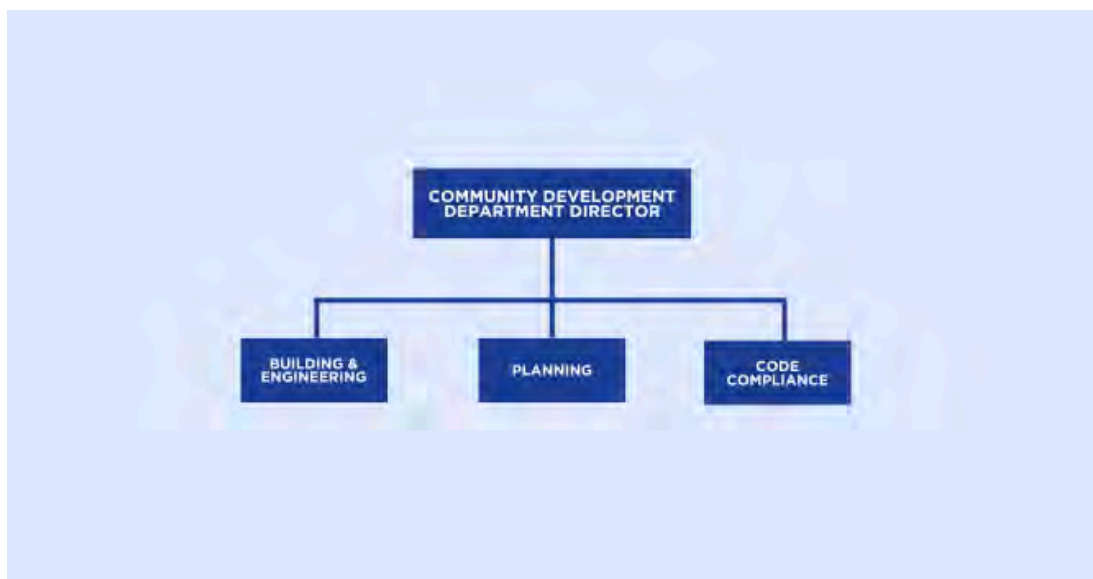 COMMUNITY DEVELOPMENT
DEPARTMENT DIRECTOR
BUILDING &
ENGINEERING
PLANNING
CODE
COMPLIANCE